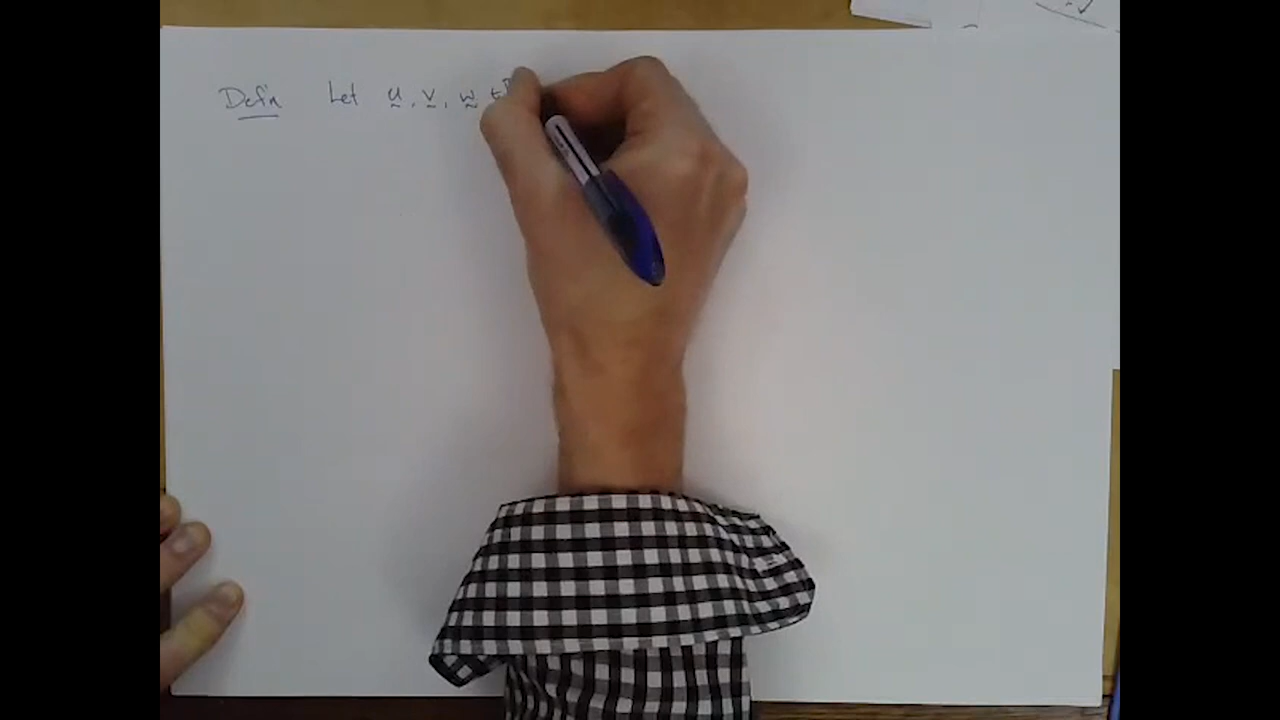 Defn Let u, v, w ∈